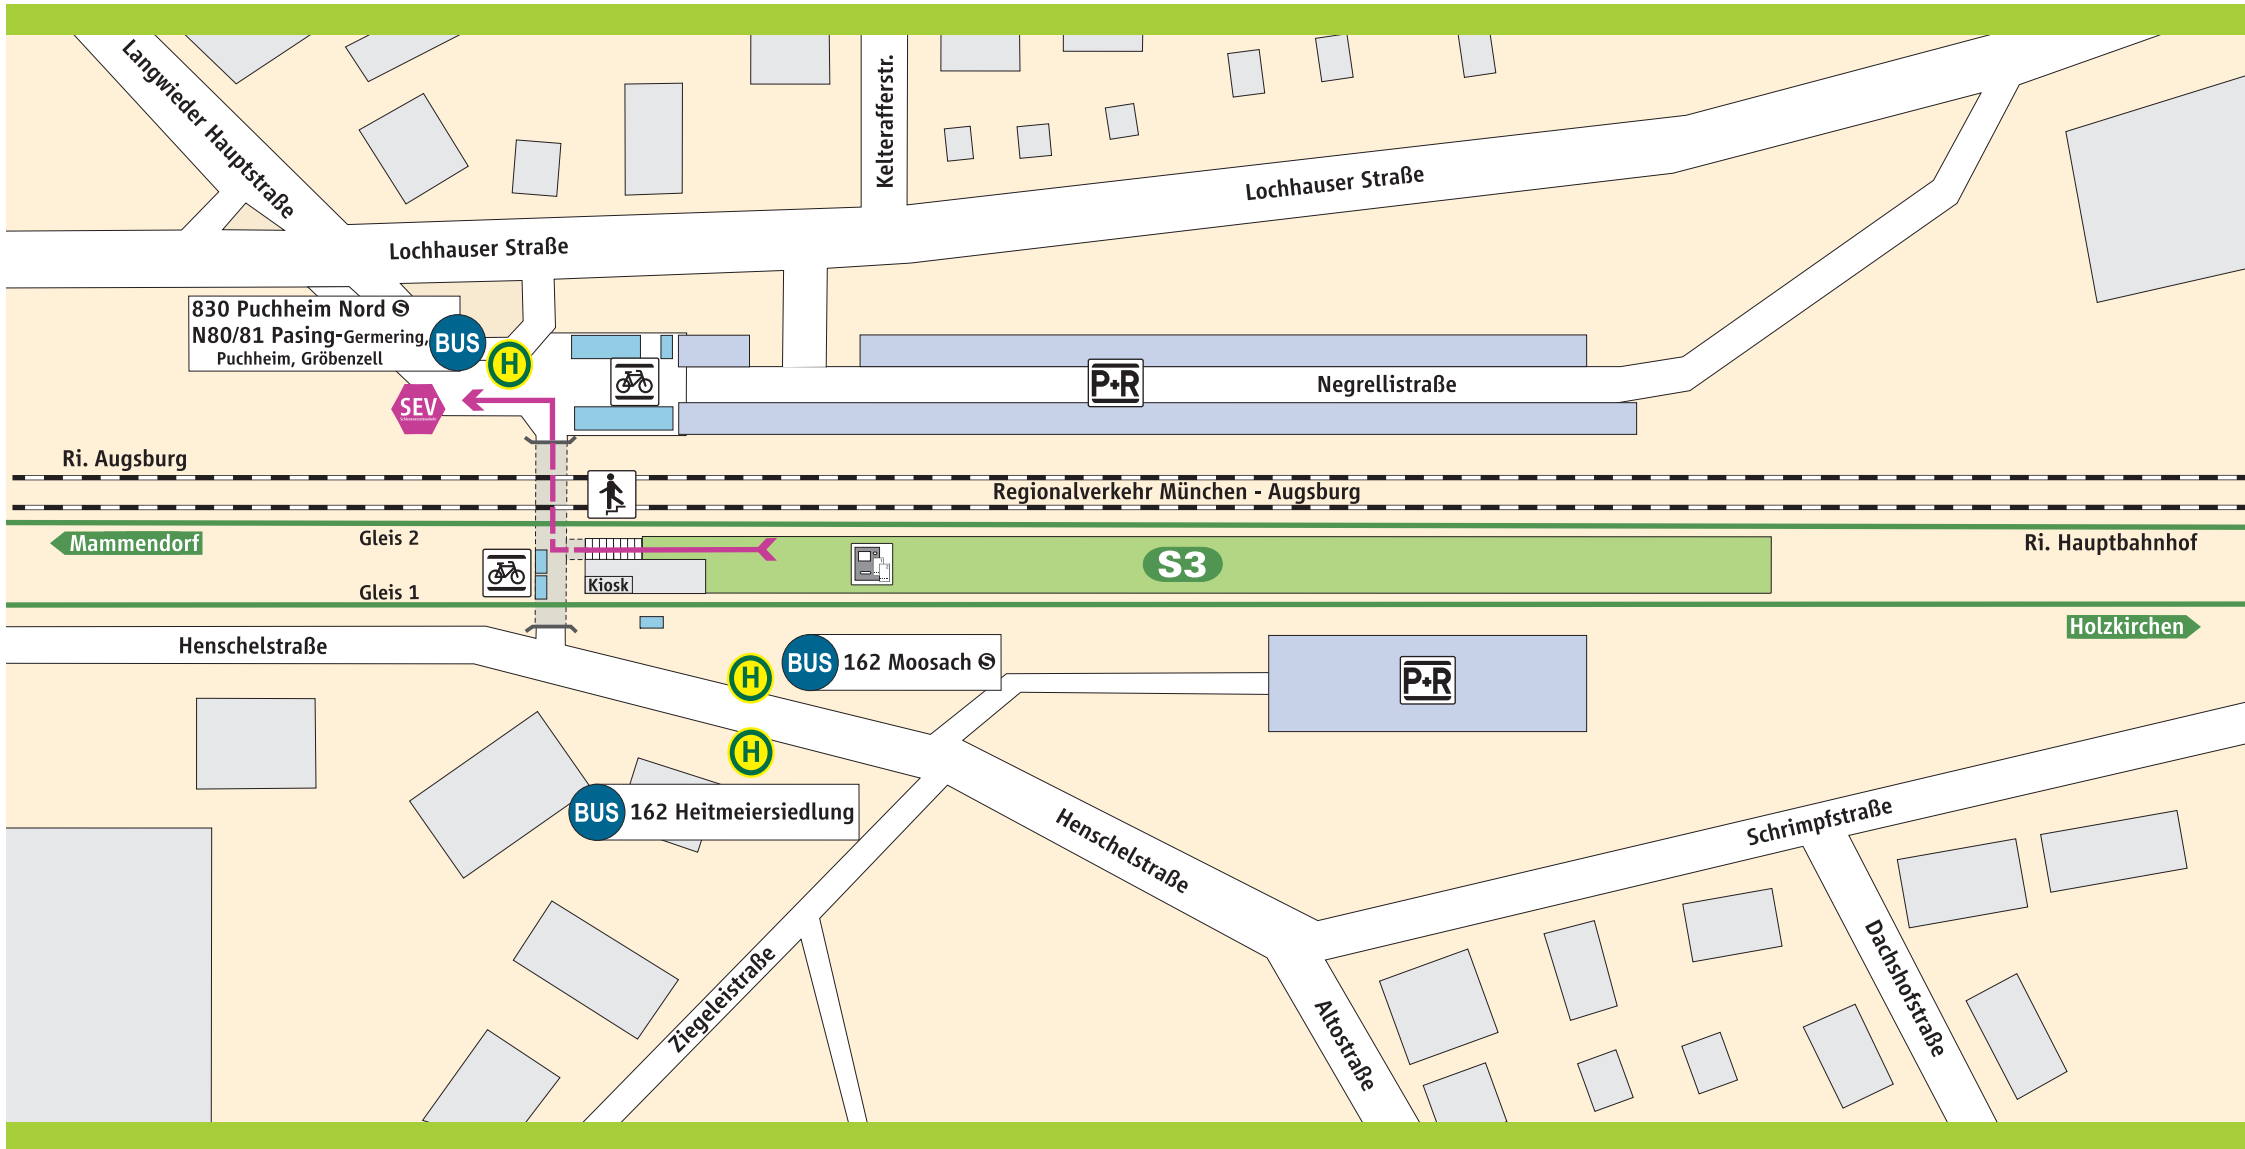 Langwieder Hauptstraße
Kelterafferstr.
Lochhauser Straße
Lochhauser Straße
830 Puchheim Nord S
N80/81 Pasing-Germering,
Puchheim, Gröbenzell
BUS
H
SEV
P+R
Negrellistraße
Ri. Augsburg
Regionalverkehr München - Augsburg
Gleis 2
Mammendorf
S3
Ri. Hauptbahnhof
Kiosk
Gleis 1
Holzkirchen
Henschelstraße
H
BUS 162 Moosach S
P+R
H
BUS 162 Heitmeiersiedlung
Henschelstraße
Schrimpfstraße
Ziegeleistraße
Altostraße
Dachshofstraße